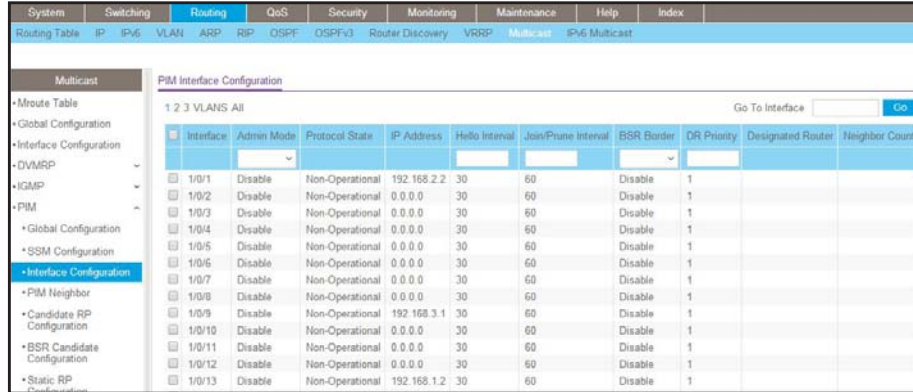 System Switching Routing QoS Security Monitoring Maintenance Help Index
Routing Table IP IPv6 VLAN ARP RIP OSPF OSPFv3 Router Discovery VRRP Multicast IPv6 Multicast
Multicast
PIM Interface Configuration
• Mroute Table
• Global Configuration
• Interface Configuration
• DVMRP
• IGMP
• PIM
• Global Configuration
• SSM Configuration
• Interface Configuration
• PIM Neighbor
• Candidate RP
Configuration
• BSR Candidate
Configuration
• Static RP
Configuration
1 2 3 VLANS All Go To Interface Go
Interface Admin Mode Protocol State IP Address Hello Interval Join/Prune Interval BSR Border DR Priority Designated Router Neighbor Count
1/0/1 Disable Non-Operational 192.168.2.2 30 60 Disable 1
1/0/2 Disable Non-Operational 0.0.0.0 30 60 Disable 1
1/0/3 Disable Non-Operational 0.0.0.0 30 60 Disable 1
1/0/4 Disable Non-Operational 0.0.0.0 30 60 Disable 1
1/0/5 Disable Non-Operational 0.0.0.0 30 60 Disable 1
1/0/6 Disable Non-Operational 0.0.0.0 30 60 Disable 1
1/0/7 Disable Non-Operational 0.0.0.0 30 60 Disable 1
1/0/8 Disable Non-Operational 0.0.0.0 30 60 Disable 1
1/0/9 Disable Non-Operational 192.168.3.1 30 60 Disable 1
1/0/10 Disable Non-Operational 0.0.0.0 30 60 Disable 1
1/0/11 Disable Non-Operational 0.0.0.0 30 60 Disable 1
1/0/12 Disable Non-Operational 0.0.0.0 30 60 Disable 1
1/0/13 Disable Non-Operational 192.168.1.2 30 60 Disable 1